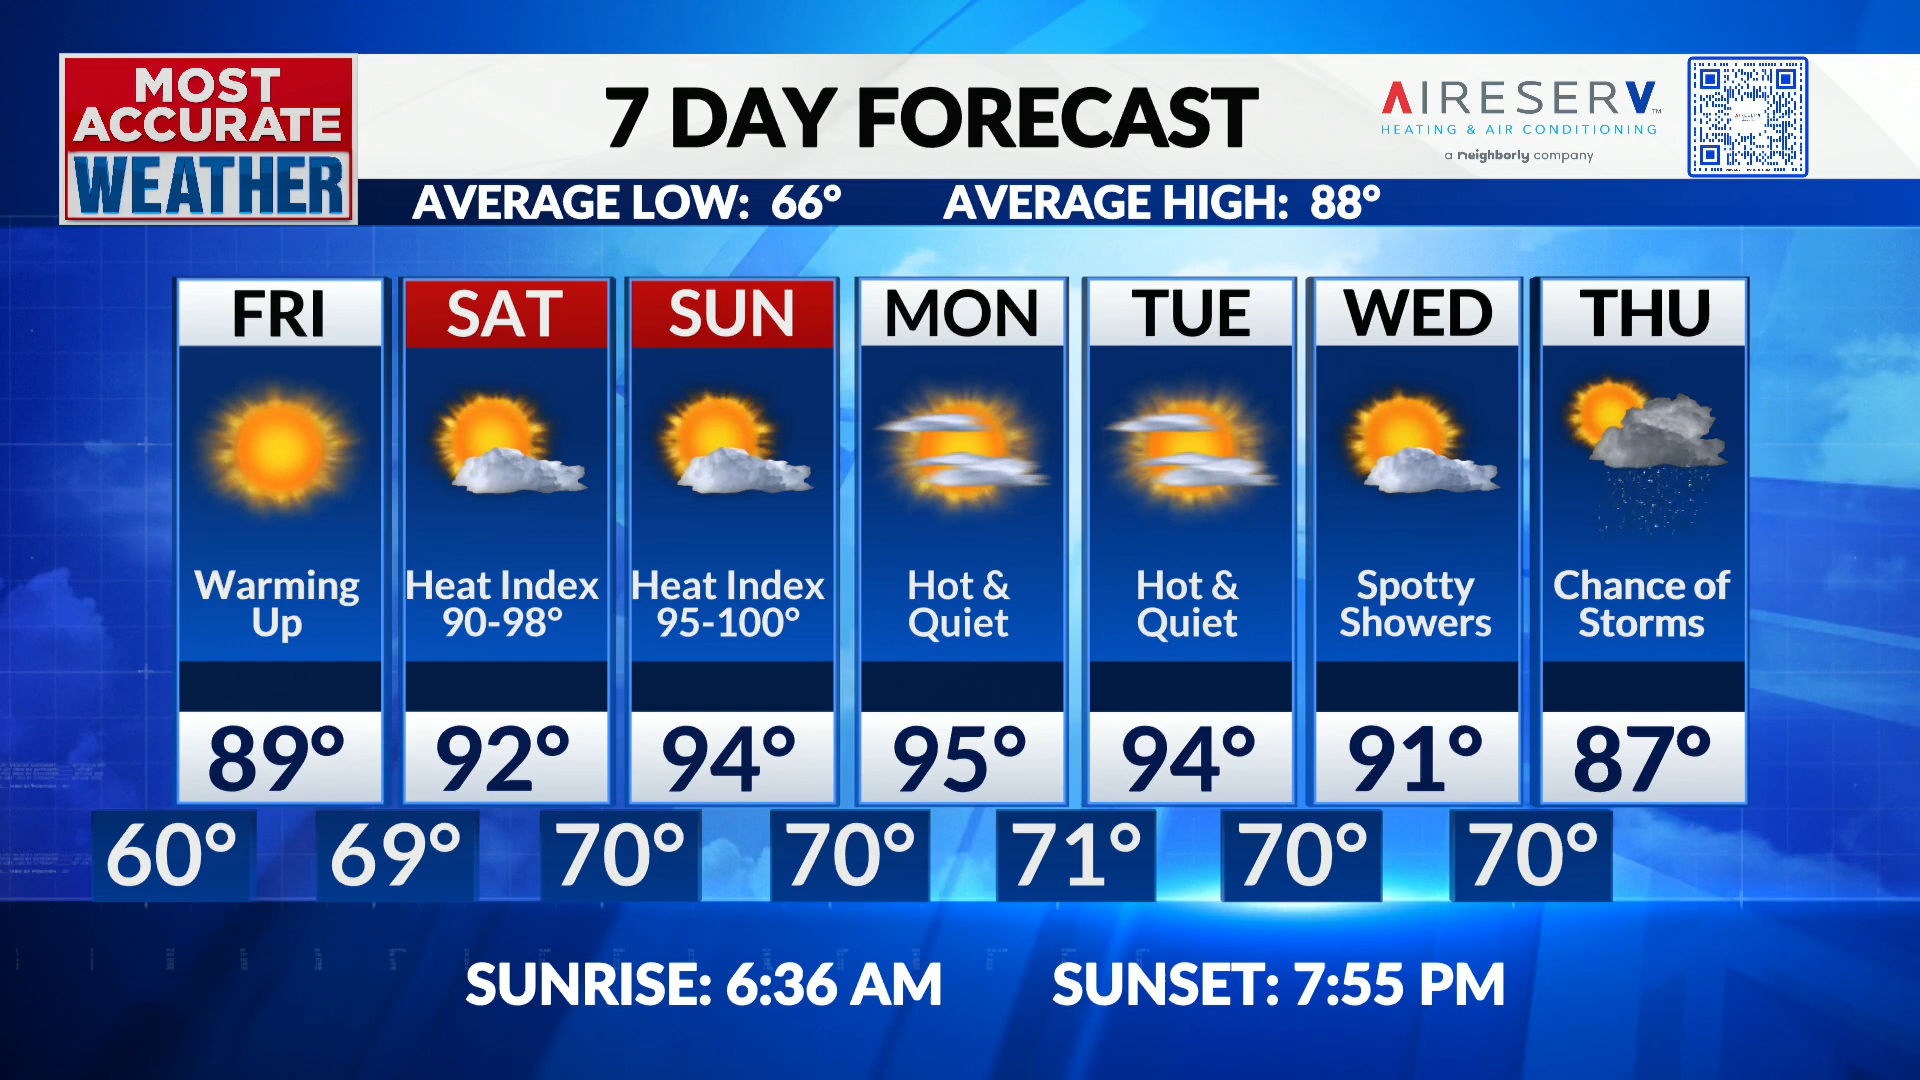 MOST
ACCURATE
WEATHER
7 DAY FORECAST
AIRESERV™
HEATING & AIR CONDITIONING
a neighborly company
AVERAGE LOW: 66° AVERAGE HIGH: 88°
FRI SAT SUN MON TUE WED THU
Warming
Up
Heat Index
90-98°
Heat Index
95-100°
Hot &
Quiet
Hot &
Quiet
Spotty
Showers
Chance of
Storms
89° 92° 94° 95° 94° 91° 87°
60° 69° 70° 70° 71° 70° 70°
SUNRISE: 6:36 AM SUNSET: 7:55 PM